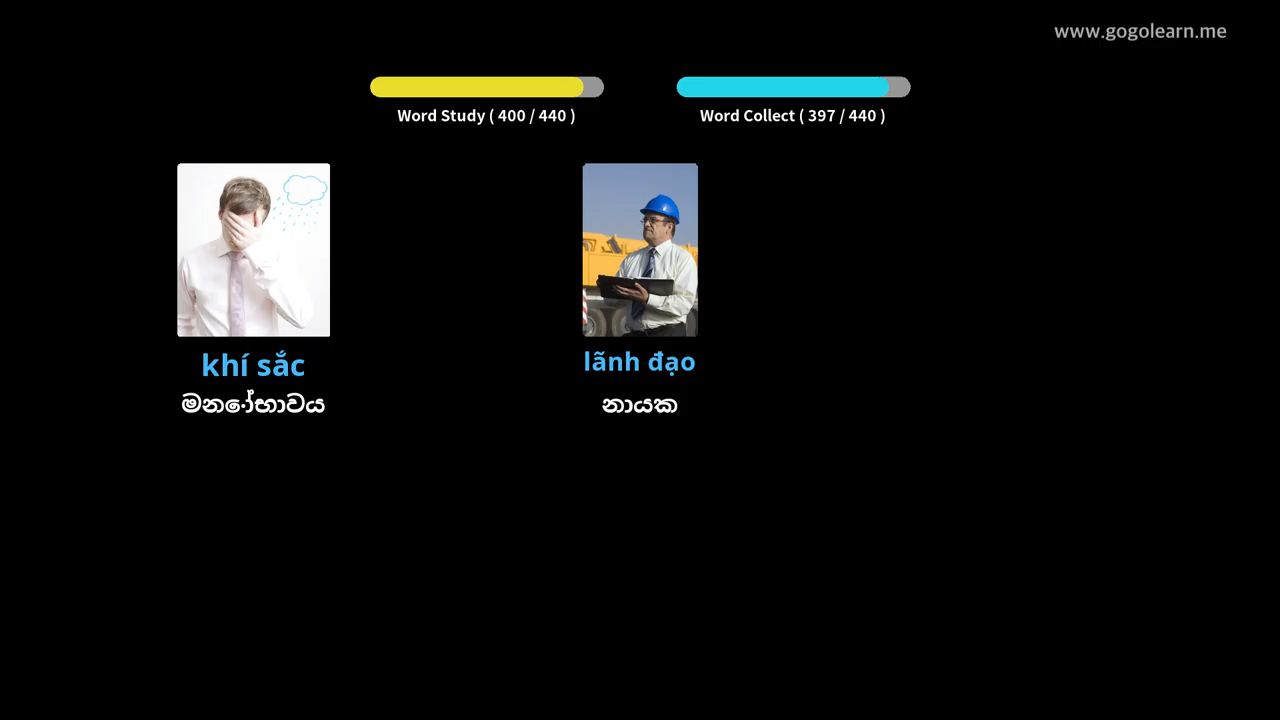 www.gogolearn.me
Word Study ( 400 / 440 )
Word Collect ( 397 / 440 )
khí sắc
lãnh đạo
මනෝභාවය
නායක